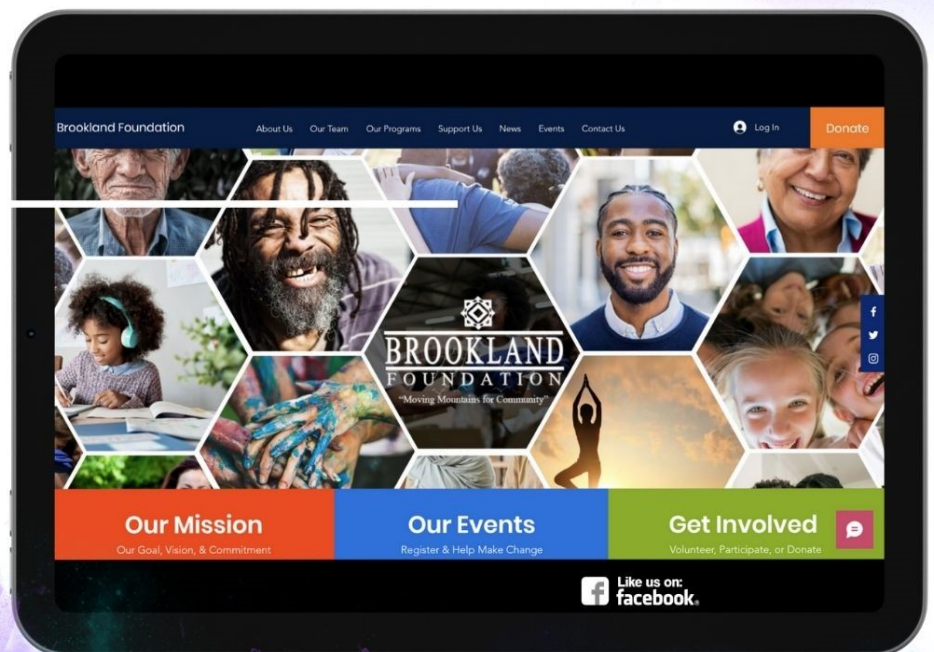 Brookland Foundation
About Us Our Team Our Programs Support Us News Events Contact Us
Log In
Donate
BROOKLAND
FOUNDATION
“Moving Mountains for Community”
Our Mission
Our Goal, Vision, & Commitment
Our Events
Register & Help Make Change
Get Involved
Volunteer, Participate, or Donate
Like us on:
facebook®